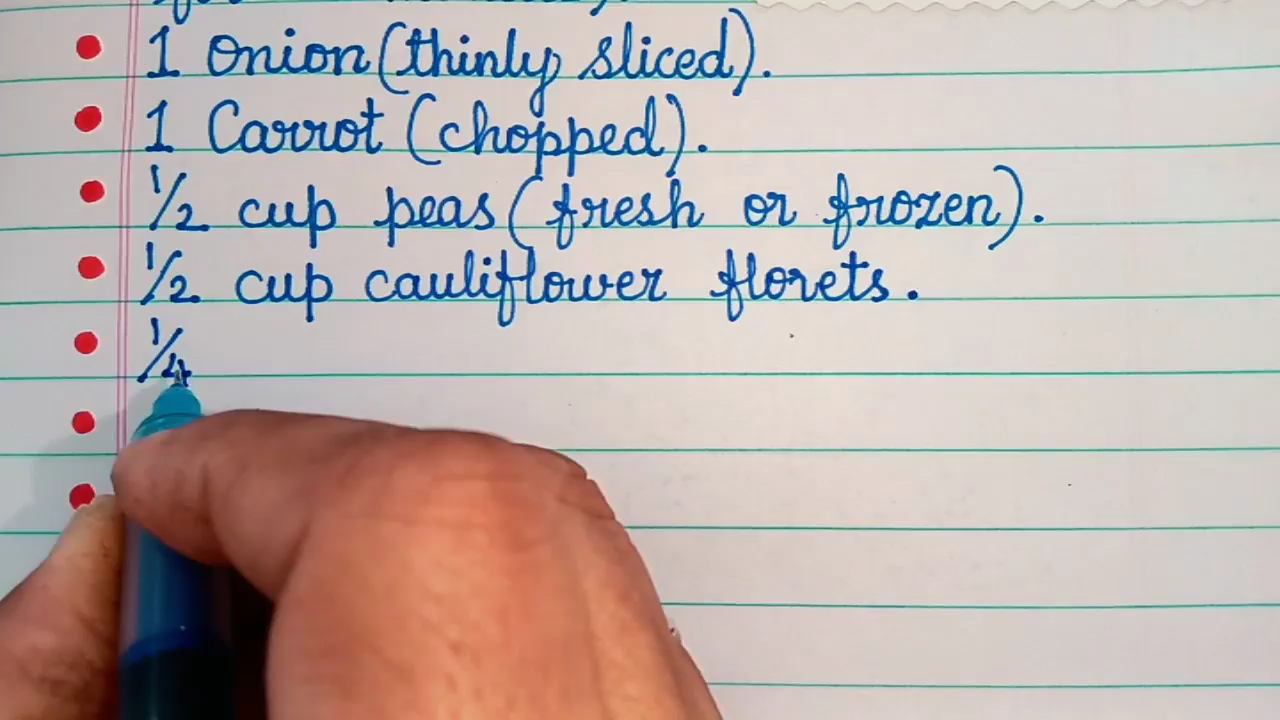 1 Onion (thinly sliced).
1 Carrot (chopped).
1/2 cup peas (fresh or frozen).
1/2 cup cauliflower florets.
1/4